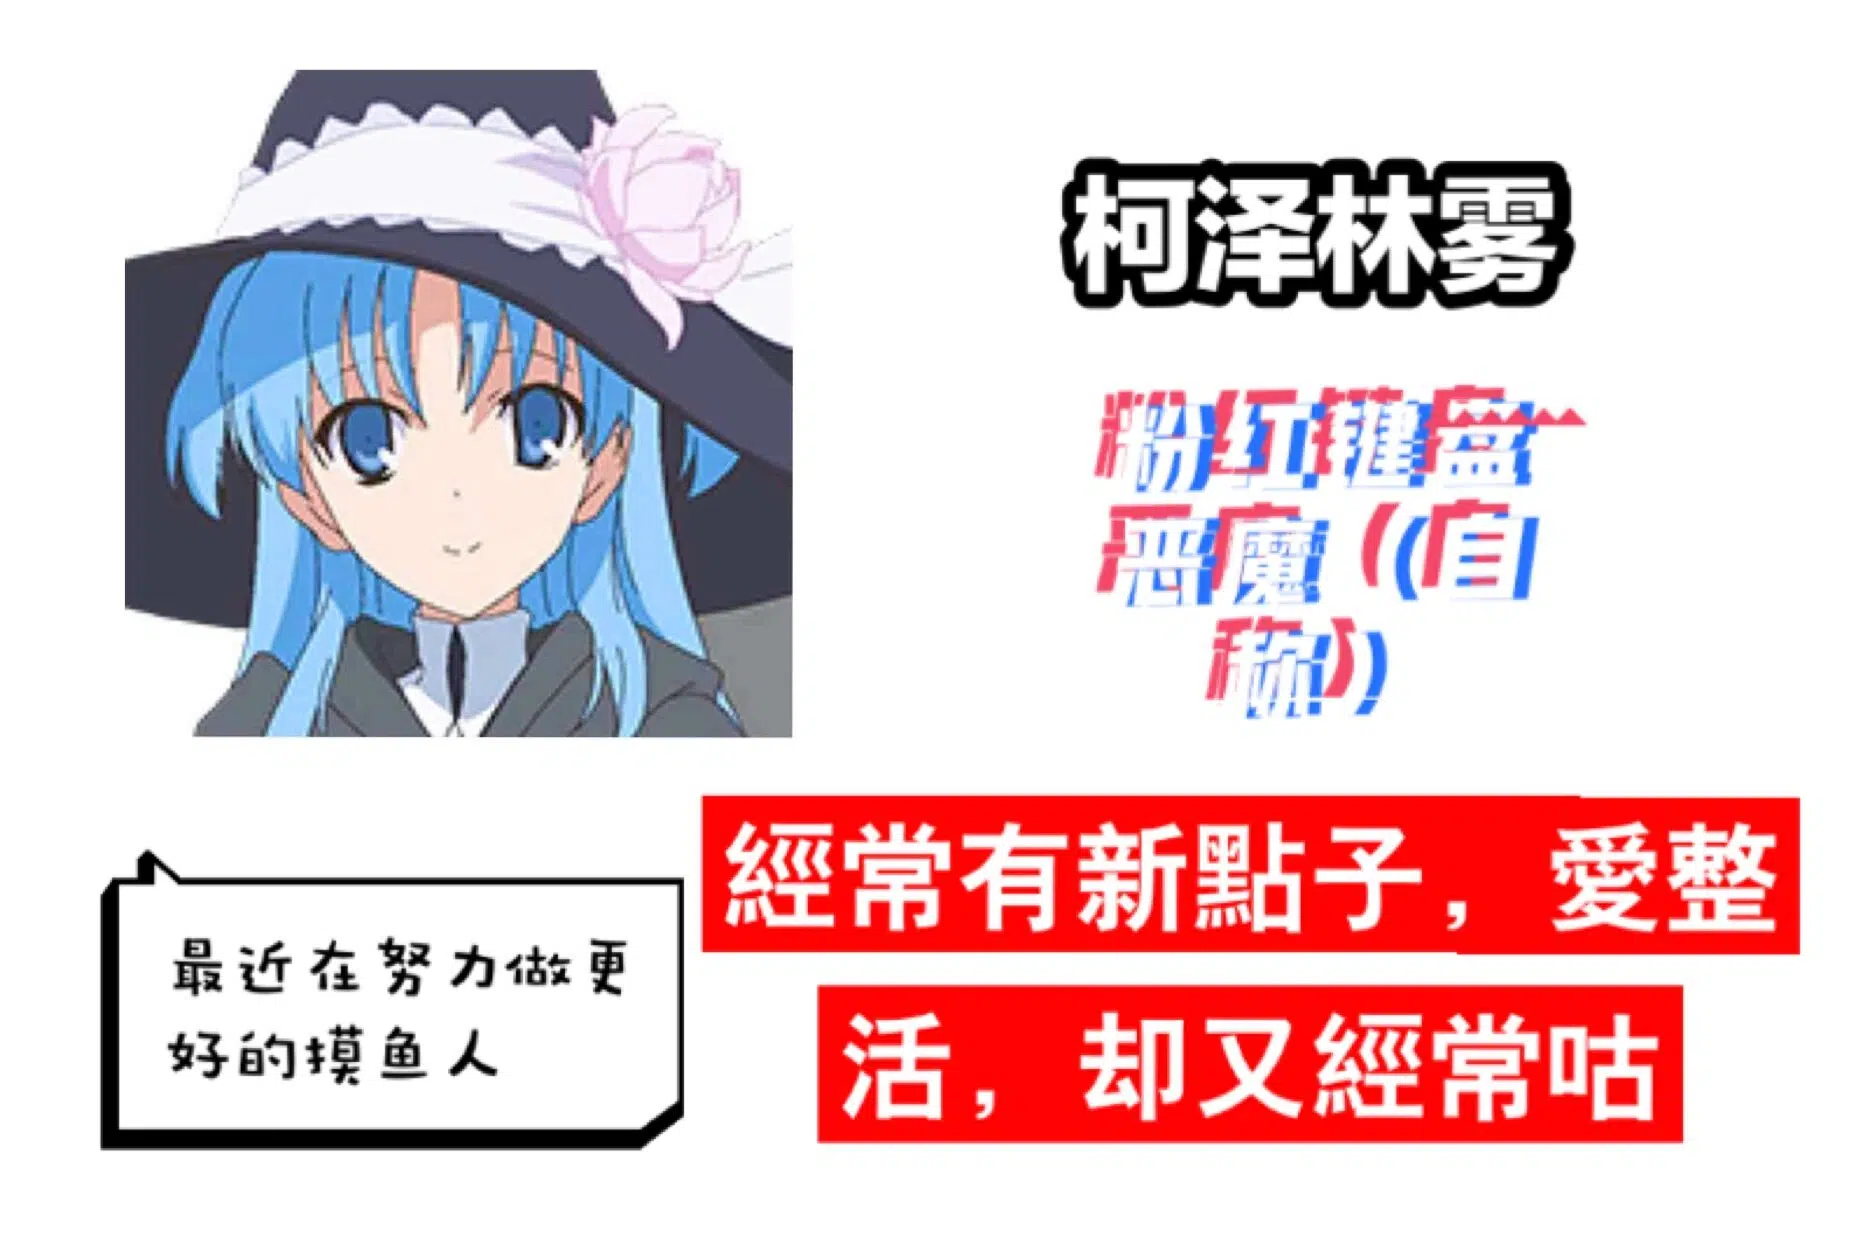 柯泽林雾
粉红键盘
恶魔（自
称）
經常有新點子，愛整
活，却又經常咕
最近在努力做更
好的摸鱼人